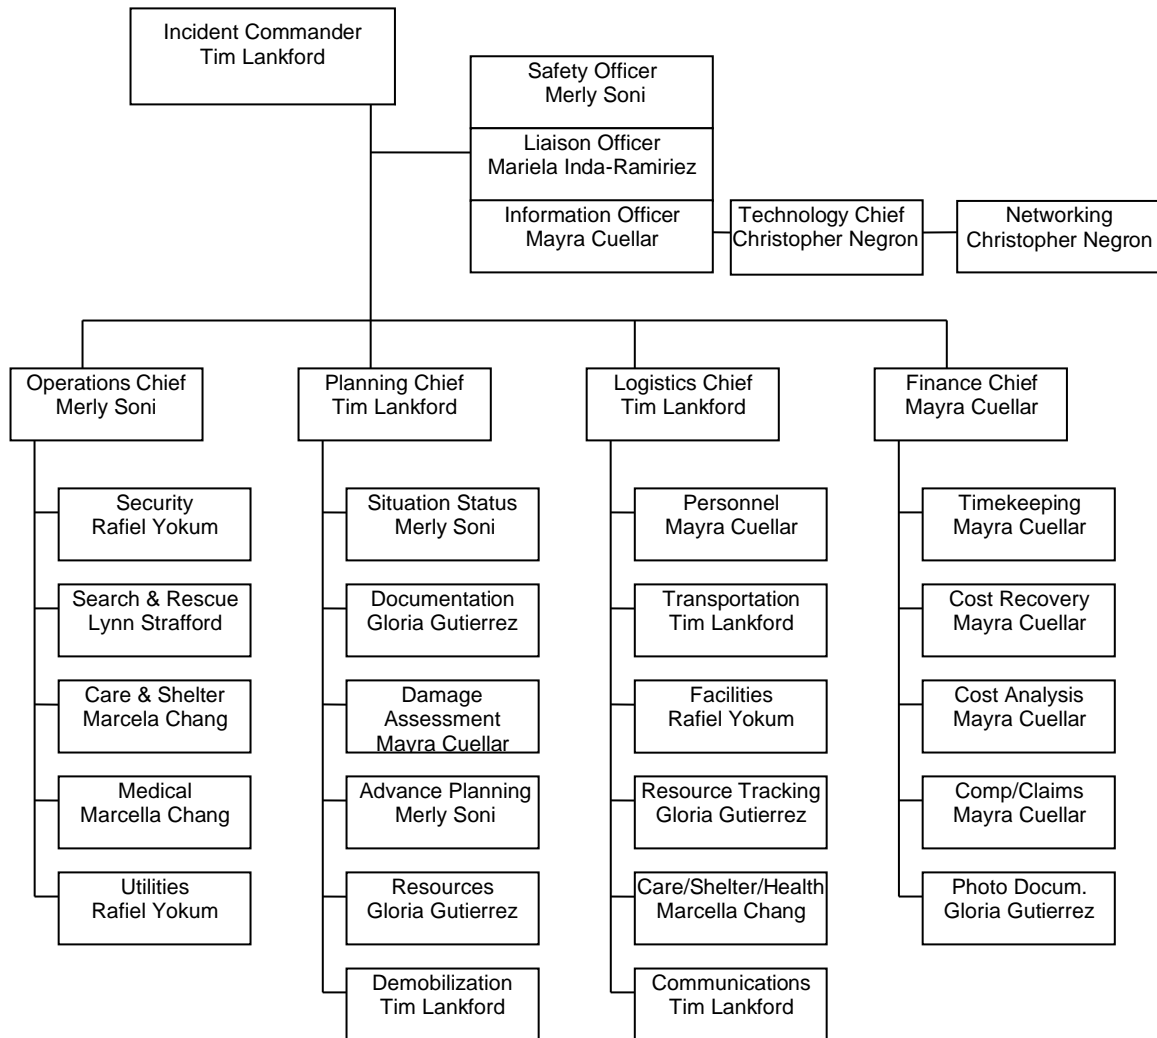 Incident Commander
Tim Lankford
Safety Officer
Merly Soni
Liaison Officer
Mariela Inda-Ramiriez
Information Officer
Mayra Cuellar
Technology Chief
Christopher Negron
Networking
Christopher Negron
Operations Chief
Merly Soni
Planning Chief
Tim Lankford
Logistics Chief
Tim Lankford
Finance Chief
Mayra Cuellar
Security
Rafiel Yokum
Search & Rescue
Lynn Strafford
Care & Shelter
Marcela Chang
Medical
Marcella Chang
Utilities
Rafiel Yokum
Situation Status
Merly Soni
Documentation
Gloria Gutierrez
Damage
Assessment
Mayra Cuellar
Advance Planning
Merly Soni
Resources
Gloria Gutierrez
Demobilization
Tim Lankford
Personnel
Mayra Cuellar
Transportation
Tim Lankford
Facilities
Rafiel Yokum
Resource Tracking
Gloria Gutierrez
Care/Shelter/Health
Marcella Chang
Communications
Tim Lankford
Timekeeping
Mayra Cuellar
Cost Recovery
Mayra Cuellar
Cost Analysis
Mayra Cuellar
Comp/Claims
Mayra Cuellar
Photo Docum.
Gloria Gutierrez